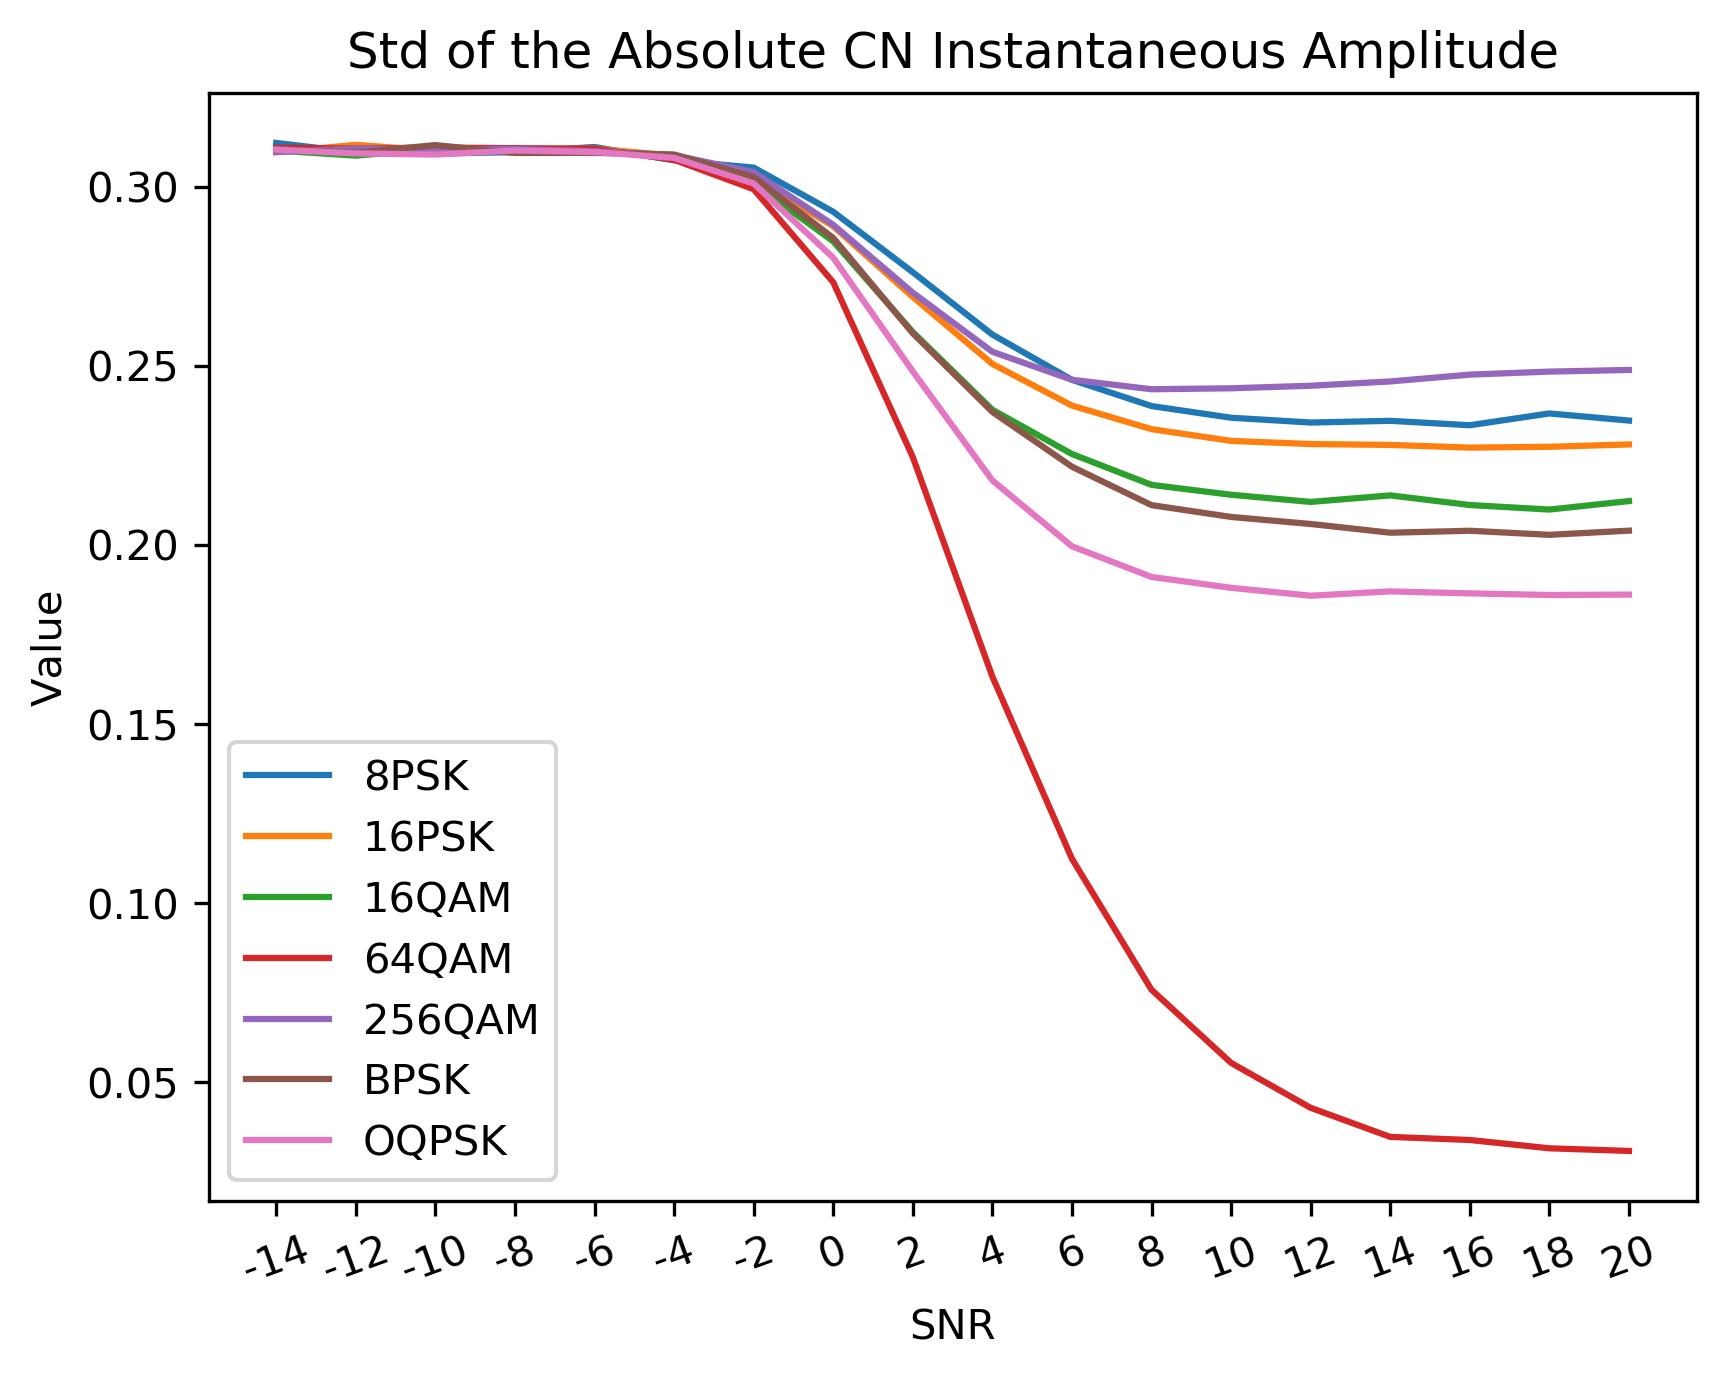 Std of the Absolute CN Instantaneous Amplitude
Value
0.30
0.25
0.20
0.15
0.10
0.05
8PSK
16PSK
16QAM
64QAM
256QAM
BPSK
OQPSK
-14 -12 -10 -8 -6 -4 -2 0 2 4 6 8 10 12 14 16 18 20
SNR